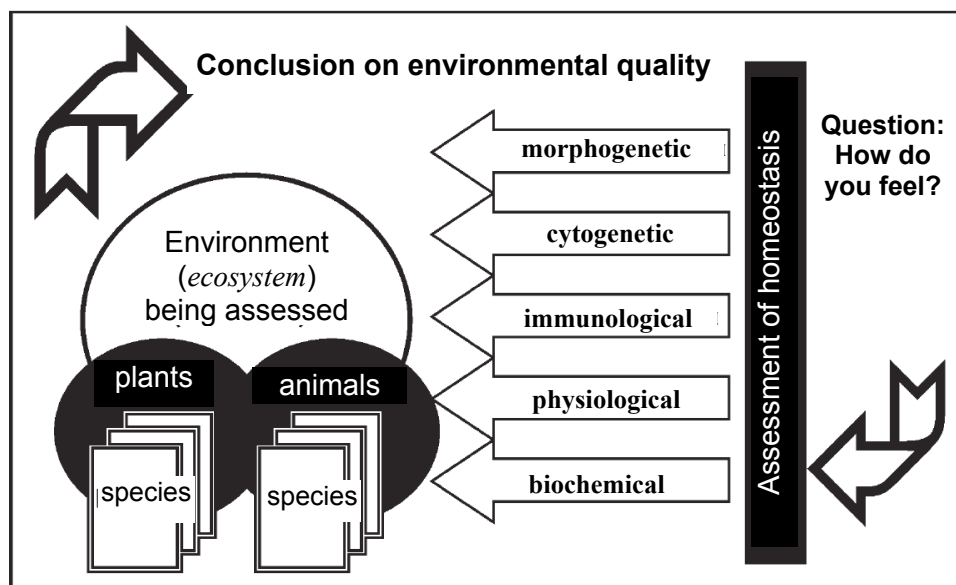 Conclusion on environmental quality
Question:
How do
you feel?
Assessment of homeostasis
morphogenetic
cytogenetic
immunological
physiological
biochemical
Environment
(ecosystem)
being assessed
plants
animals
species
species